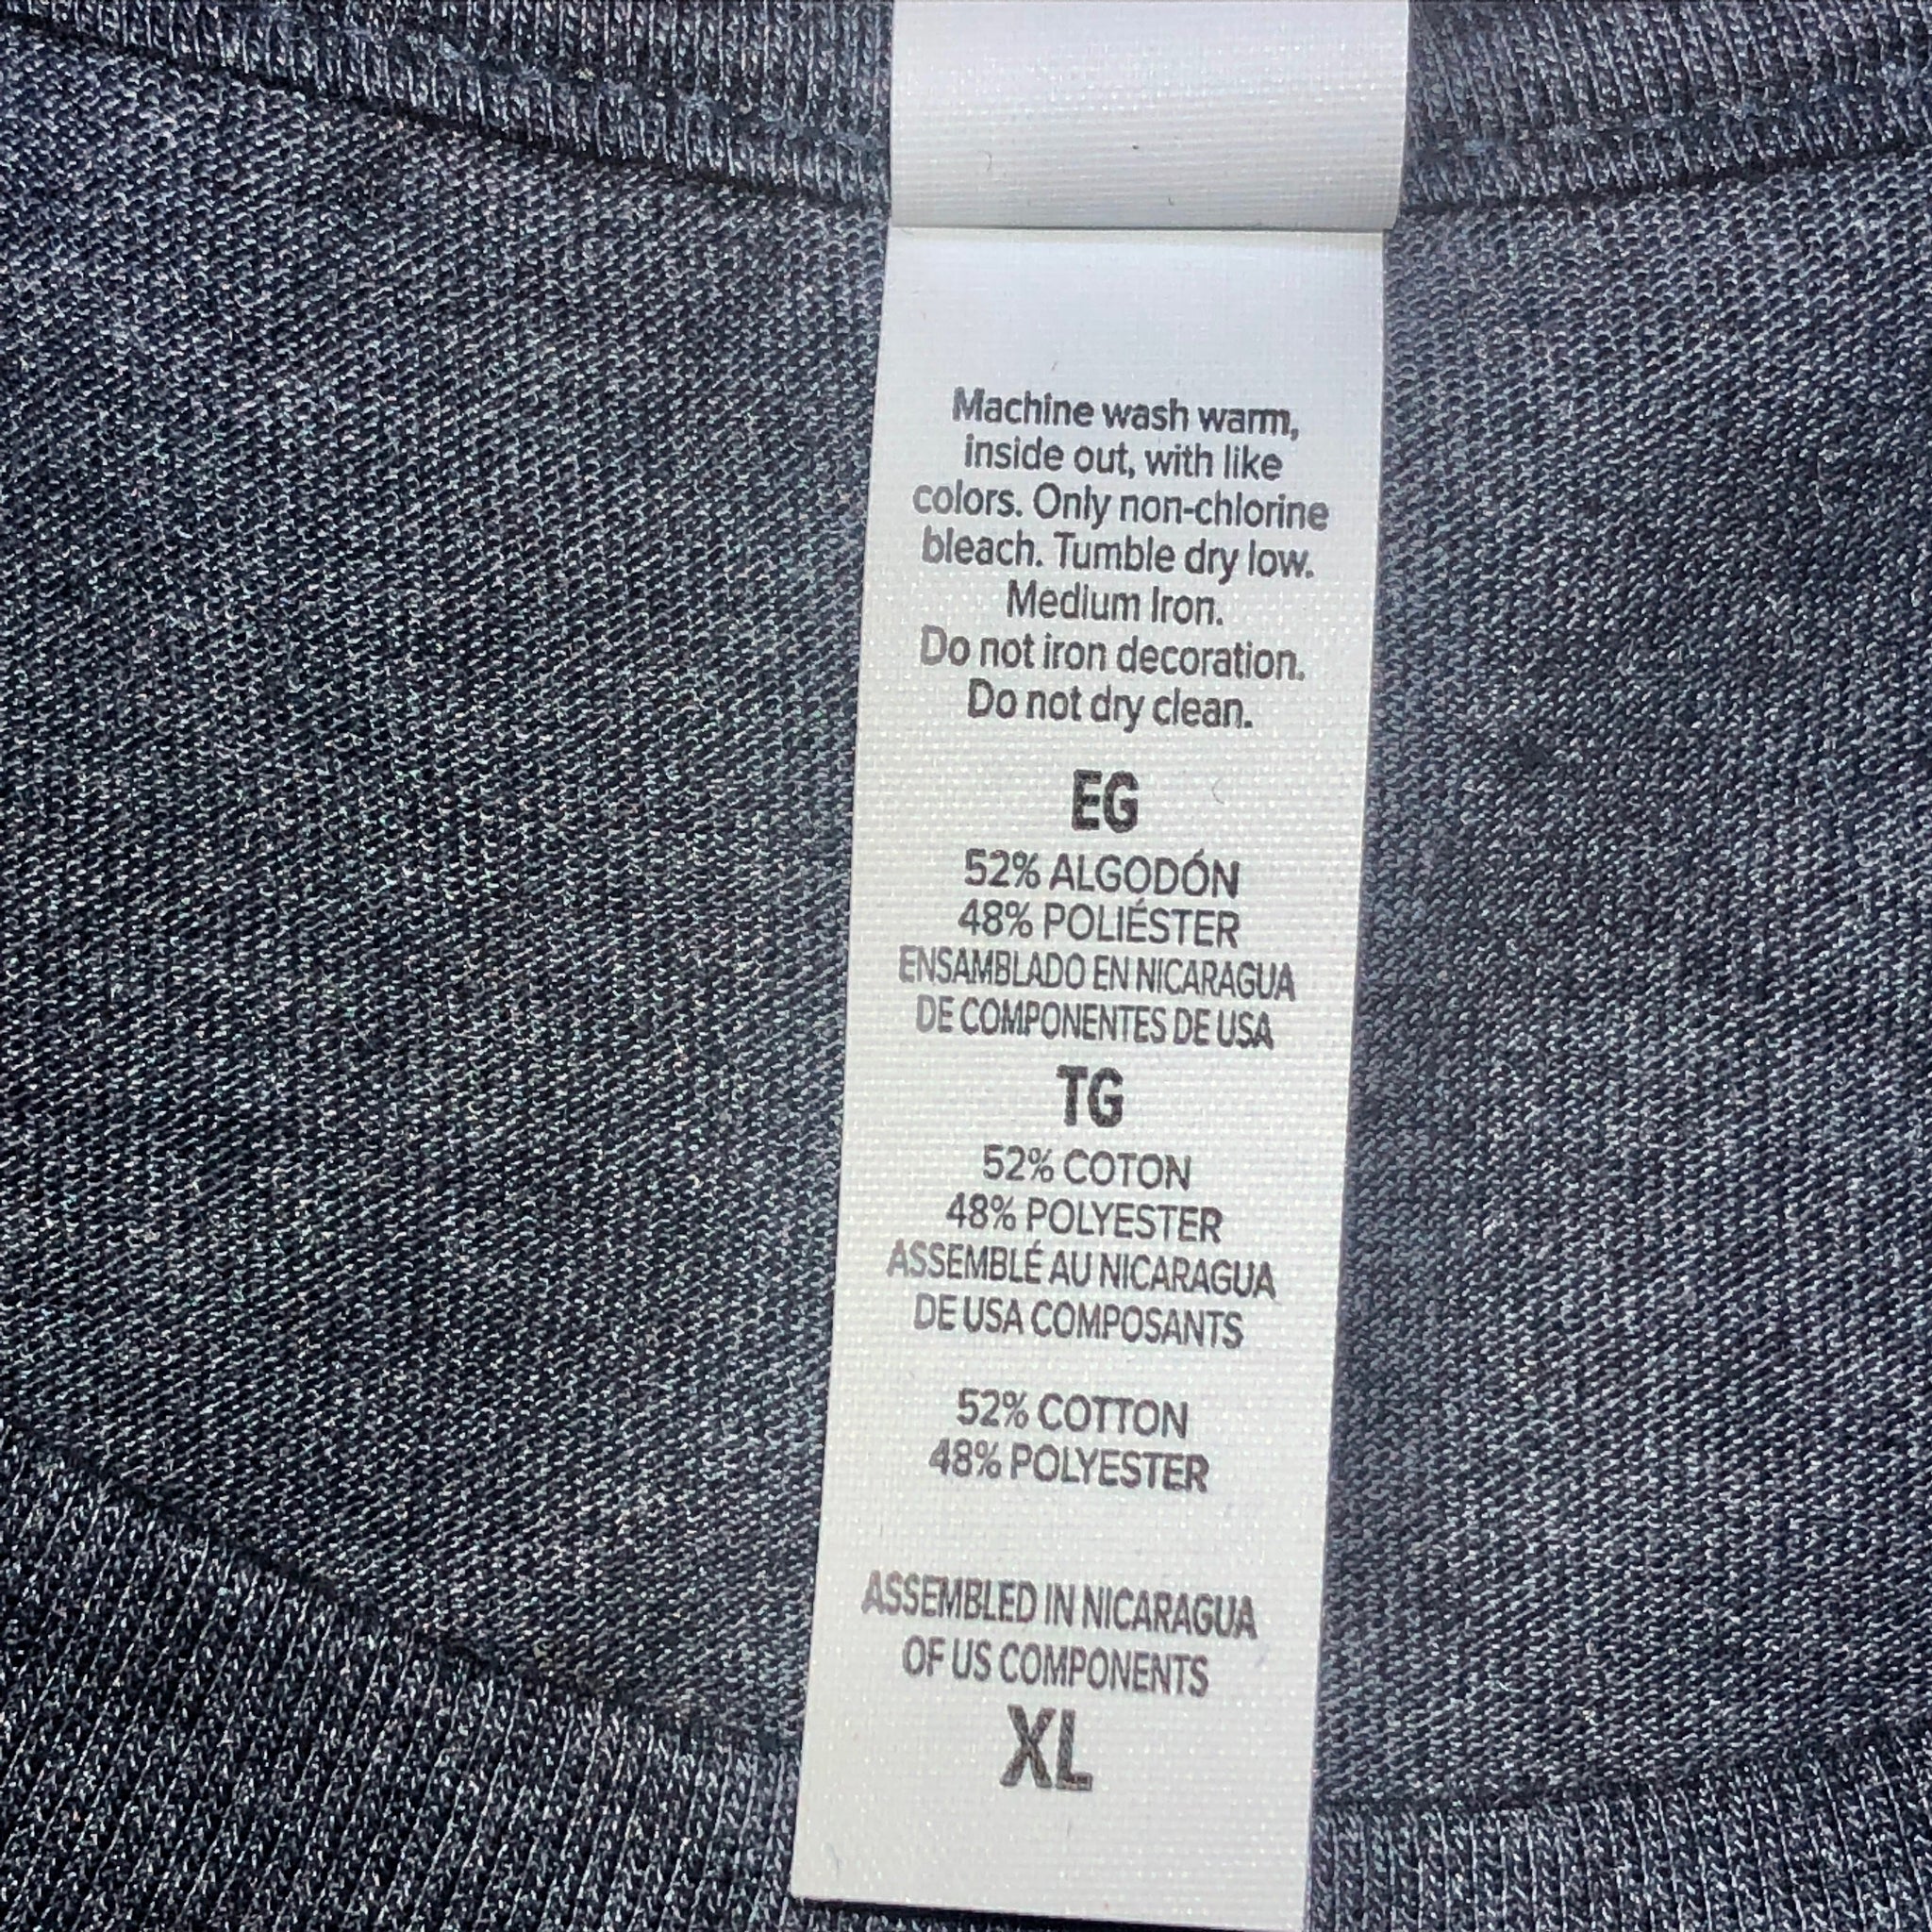 Machine wash warm,
inside out, with like
colors. Only non-chlorine
bleach. Tumble dry low.
Medium Iron.
Do not iron decoration.
Do not dry clean.
EG
52% ALGODÓN
48% POLIÉSTER
ENSAMBLADO EN NICARAGUA
DE COMPONENTES DE USA
TG
52% COTON
48% POLYESTER
ASSEMBLÉ AU NICARAGUA
DE USA COMPOSANTS
52% COTTON
48% POLYESTER
ASSEMBLED IN NICARAGUA
OF US COMPONENTS
XL